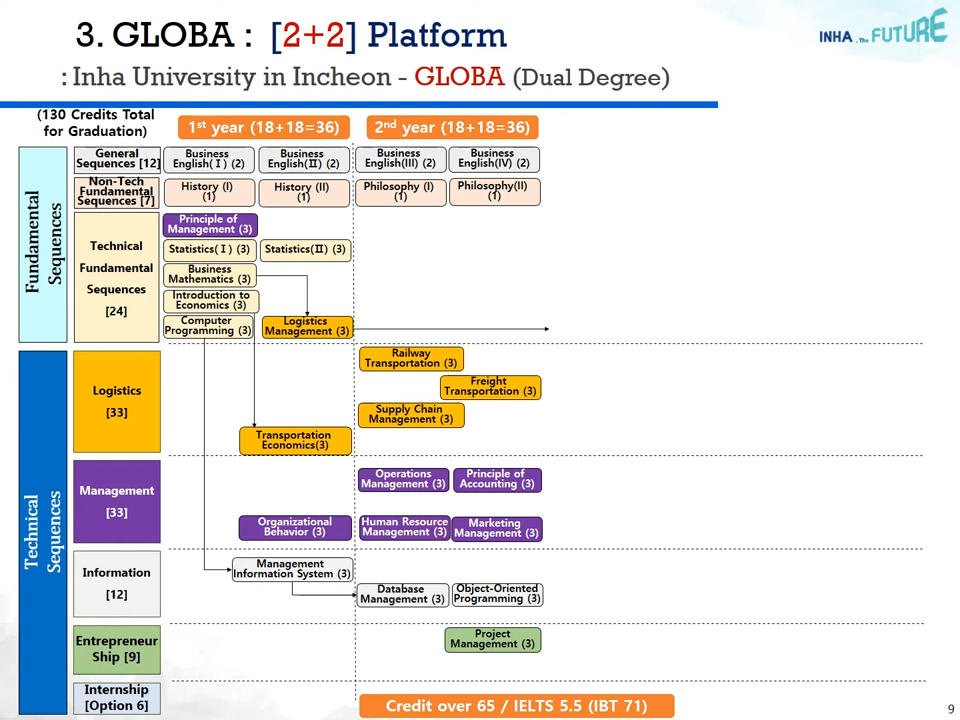 3. GLOBA : [2+2] Platform
INHA , The FUTURE
: Inha University in Incheon - GLOBA (Dual Degree)
(130 Credits Total
for Graduation)
1st year (18+18=36)
2nd year (18+18=36)
Fundamental
Sequences
General
Sequences [12]
Business
English(Ⅰ) (2)
Business
English(Ⅱ) (2)
Business
English(III) (2)
Business
English(IV) (2)
Non-Tech
Fundamental
Sequences [7]
History (I)
(1)
History (II)
(1)
Philosophy (I)
(1)
Philosophy(II)
(1)
Technical
Fundamental
Sequences
[24]
Principle of
Management (3)
Statistics(Ⅰ) (3)
Statistics(Ⅱ) (3)
Business
Mathematics (3)
Introduction to
Economics (3)
Computer
Programming (3)
Logistics
Management (3)
Technical
Sequences
Logistics
[33]
Railway
Transportation (3)
Freight
Transportation (3)
Supply Chain
Management (3)
Transportation
Economics(3)
Management
[33]
Operations
Management (3)
Principle of
Accounting (3)
Organizational
Behavior (3)
Human Resource
Management (3)
Marketing
Management (3)
Information
[12]
Management
Information System (3)
Database
Management (3)
Object-Oriented
Programming (3)
Entrepreneur
Ship [9]
Project
Management (3)
Internship
[Option 6]
Credit over 65 / IELTS 5.5 (IBT 71)
9